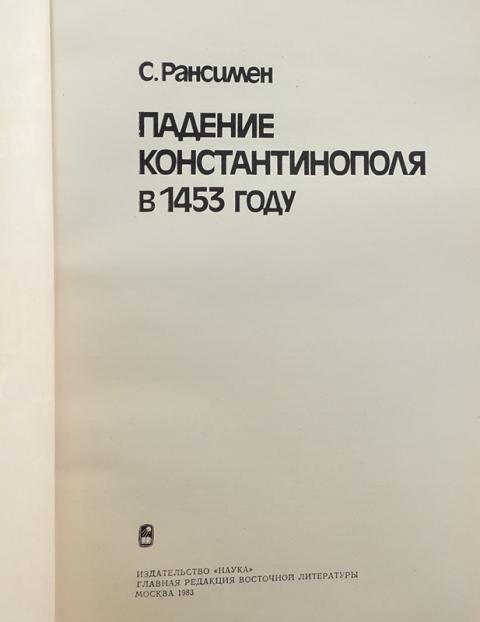 С. Рансимен
ПАДЕНИЕ
КОНСТАНТИНОПОЛЯ
В 1453 ГОДУ
ИЗДАТЕЛЬСТВО «НАУКА»
ГЛАВНАЯ РЕДАКЦИЯ ВОСТОЧНОЙ ЛИТЕРАТУРЫ
МОСКВА 1983